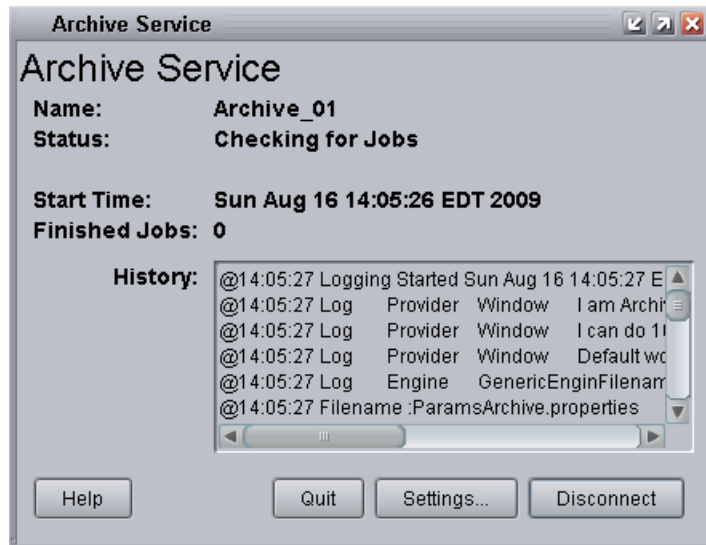 Archive Service
Archive Service
Name: Archive_01
Status: Checking for Jobs
Start Time: Sun Aug 16 14:05:26 EDT 2009
Finished Jobs: 0
History:
@14:05:27 Logging Started Sun Aug 16 14:05:27 E
@14:05:27 Log Provider Window I am Archi
@14:05:27 Log Provider Window I can do
@14:05:27 Log Provider Window Default
@14:05:27 Log Engine GenericEnginFilenam
@14:05:27 Filename :ParamsArchive.properties
Help Quit Settings... Disconnect